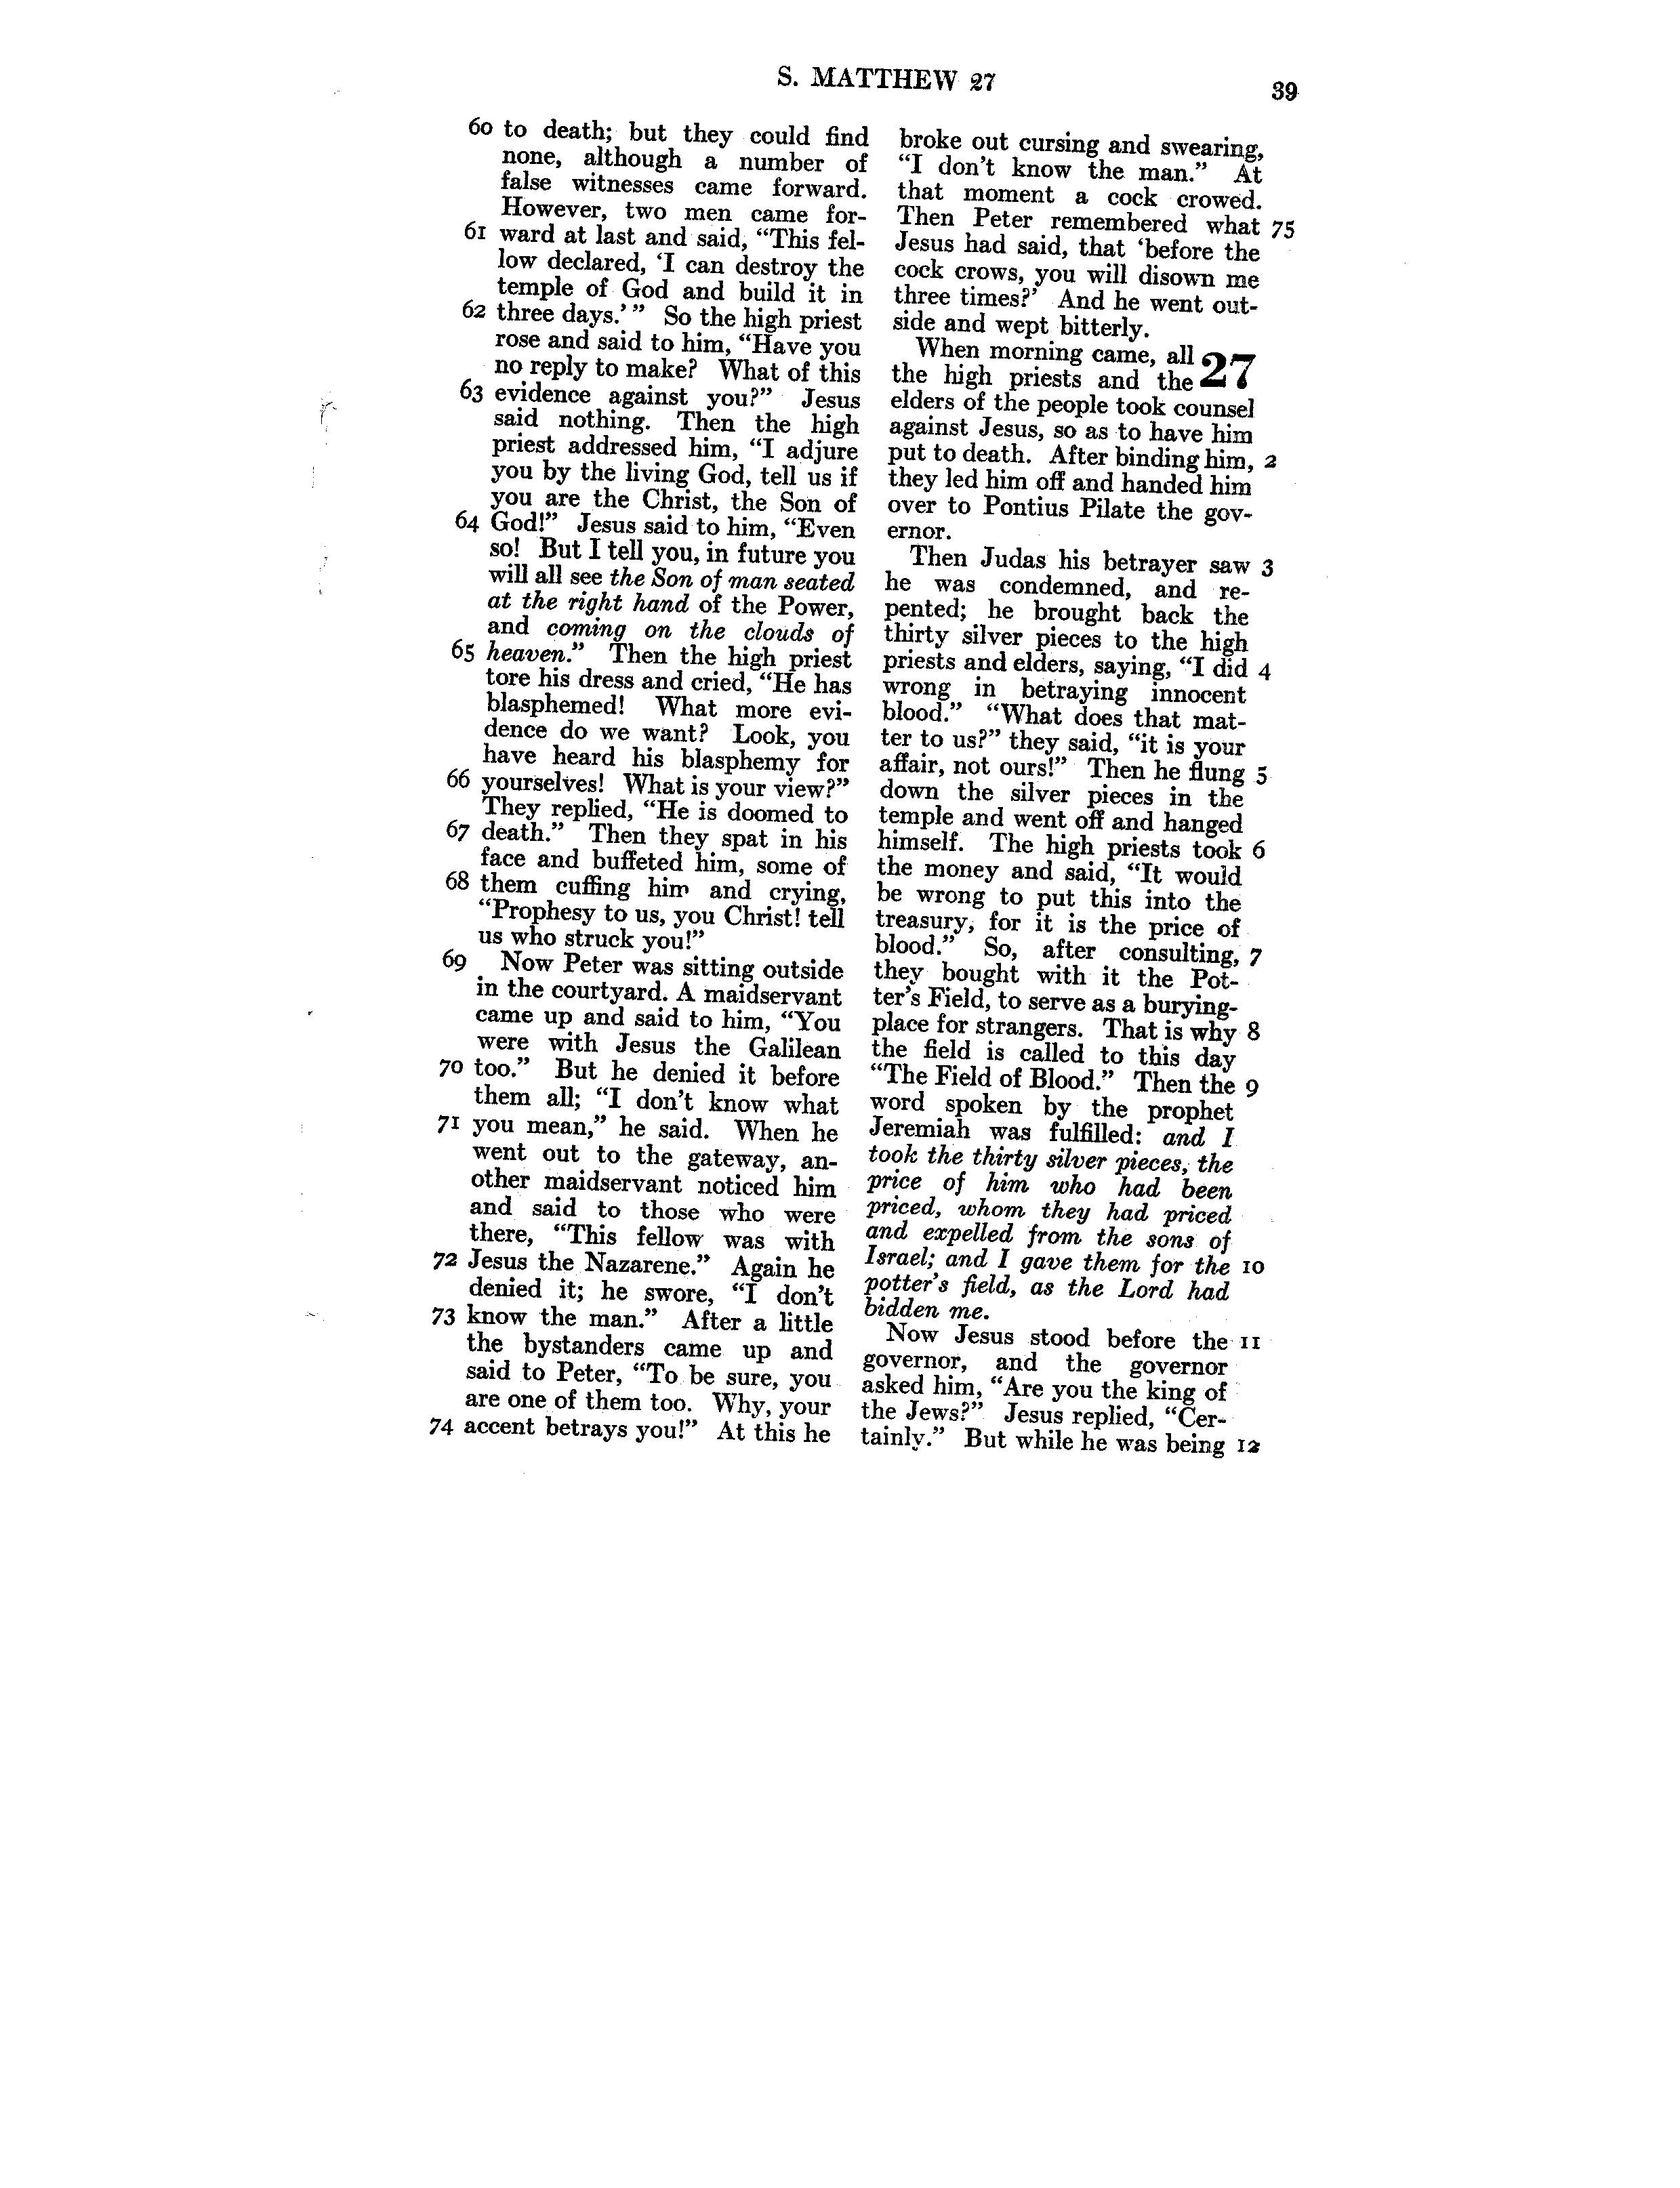 S. MATTHEW 27
39
60 to death; but they could find
none, although a number of
false witnesses came forward.
However, two men came for-
61 ward at last and said, “This fel-
low declared, ‘I can destroy the
temple of God and build it in
62 three days.’” So the high priest
rose and said to him, “Have you
no reply to make? What of this
63 evidence against you?” Jesus
said nothing. Then the high
priest addressed him, “I adjure
you by the living God, tell us if
you are the Christ, the Son of
64 God!” Jesus said to him, “Even
so! But I tell you, in future you
will all see the Son of man seated
at the right hand of the Power,
and coming on the clouds of
65 heaven.” Then the high priest
tore his dress and cried, “He has
blasphemed! What more evi-
dence do we want? Look, you
have heard his blasphemy for
66 yourselves! What is your view?”
They replied, “He is doomed to
67 death.” Then they spat in his
face and buffeted him, some of
68 them cuffing him and crying,
“Prophesy to us, you Christ! tell
us who struck you!”
69 Now Peter was sitting outside
in the courtyard. A maidservant
came up and said to him, “You
were with Jesus the Galilean
70 too.” But he denied it before
them all; “I don’t know what
71 you mean,” he said. When he
went out to the gateway, an-
other maidservant noticed him
and said to those who were
there, “This fellow was with
72 Jesus the Nazarene.” Again he
denied it; he swore, “I don’t
73 know the man.” After a little
the bystanders came up and
said to Peter, “To be sure, you
are one of them too. Why, your
74 accent betrays you!” At this he
broke out cursing and swearing,
“I don’t know the man.” At
that moment a cock crowed.
Then Peter remembered what 75
Jesus had said, that ‘before the
cock crows, you will disown me
three times?’ And he went out-
side and wept bitterly.
When morning came, all 27
the high priests and the
elders of the people took counsel
against Jesus, so as to have him
put to death. After binding him, 2
they led him off and handed him
over to Pontius Pilate the gov-
ernor.
Then Judas his betrayer saw 3
he was condemned, and re-
pented; he brought back the
thirty silver pieces to the high
priests and elders, saying, “I did 4
wrong in betraying innocent
blood.” “What does that mat-
ter to us?” they said, “it is your
affair, not ours!” Then he flung 5
down the silver pieces in the
temple and went off and hanged
himself. The high priests took 6
the money and said, “It would
be wrong to put this into the
treasury, for it is the price of
blood.” So, after consulting, 7
they bought with it the Pot-
ter’s Field, to serve as a burying-
place for strangers. That is why 8
the field is called to this day
“The Field of Blood.” Then the 9
word spoken by the prophet
Jeremiah was fulfilled: and I
took the thirty silver pieces, the
price of him who had been
priced, whom they had priced
and expelled from the sons of
Israel; and I gave them for the 10
potter’s field, as the Lord had
bidden me.
Now Jesus stood before the 11
governor, and the governor
asked him, “Are you the king of
the Jews?” Jesus replied, “Cer-
tainly.” But while he was being 12